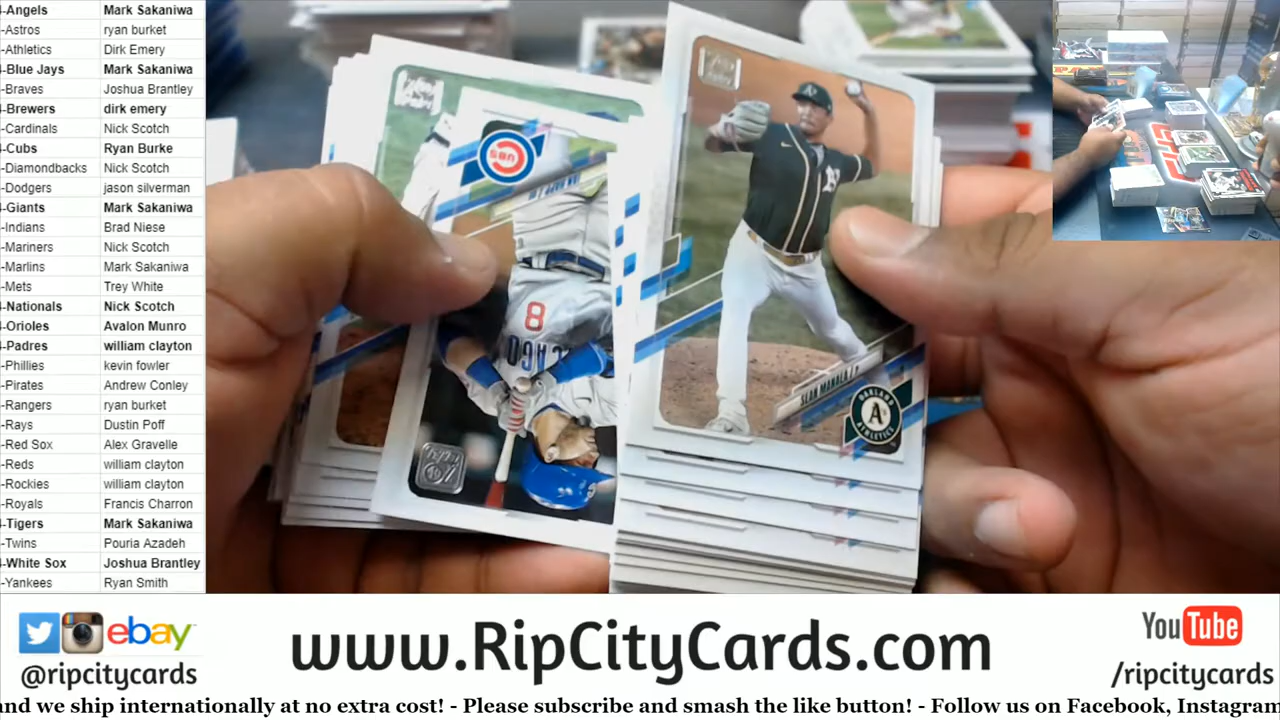 -Angels Mark Sakaniwa
-Astros ryan burket
-Athletics Dirk Emery
-Blue Jays Mark Sakaniwa
-Braves Joshua Brantley
-Brewers dirk emery
-Cardinals Nick Scotch
-Cubs Ryan Burke
-Diamondbacks Nick Scotch
-Dodgers jason silverman
-Giants Mark Sakaniwa
-Indians Brad Niese
-Mariners Nick Scotch
-Marlins Mark Sakaniwa
-Mets Trey White
-Nationals Nick Scotch
-Orioles Avalon Munro
-Padres william clayton
-Phillies kevin fowler
-Pirates Andrew Conley
-Rangers ryan burket
-Rays Dustin Poff
-Red Sox Alex Gravelle
-Reds william clayton
-Rockies william clayton
-Royals Francis Charron
-Tigers Mark Sakaniwa
-Twins Pouria Azadeh
-White Sox Joshua Brantley
-Yankees Ryan Smith
SEAN MANAEA / P
OAKLAND
A's
ATHLETICS
CUBS
8
70
ebay
@ripcitycards
www.RipCityCards.com
YouTube
/ripcitycards
and we ship internationally at no extra cost! - Please subscribe and smash the like button! - Follow us on Facebook, Instagram